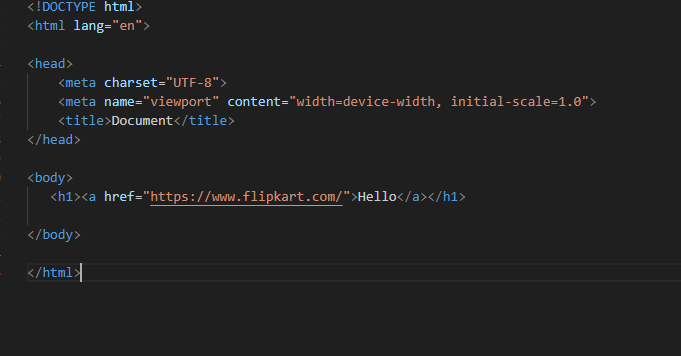 <!DOCTYPE html>
<html lang="en">
<head>
<meta charset="UTF-8">
<meta name="viewport" content="width=device-width, initial-scale=1.0">
<title>Document</title>
</head>
<body>
<h1><a href="https://www.flipkart.com/">Hello</a></h1>
</body>
</html>